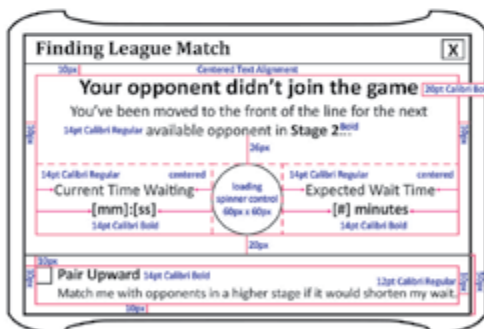 Finding League Match X
10px Centered Text Alignment
Your opponent didn't join the game 20pt Calibri Bo
You've been moved to the front of the line for the next
14pt Calibri Regular available opponent in Stage 2... Bold
26px
14pt Calibri Regular centered 14pt Calibri Regular centered
Current Time Waiting loading Expected Wait Time
spinner control
[mm]:[ss] 60px x 60px [#] minutes
14pt Calibri Bold 14pt Calibri Bold
20px
10px
Pair Upward 14pt Calibri Bold 12pt Calibri Regular
Match me with opponents in a higher stage if it would shorten my wait.
10px